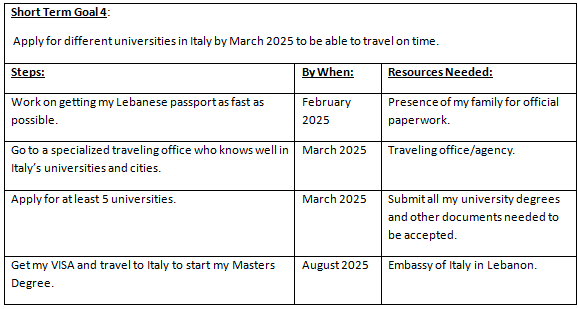 Short Term Goal 4:
Apply for different universities in Italy by March 2025 to be able to travel on time.
Steps: By When: Resources Needed:
Work on getting my Lebanese passport as fast as
possible.
February
2025
Presence of my family for official
paperwork.
Go to a specialized traveling office who knows well in
Italy's universities and cities.
March 2025
Traveling office/agency.
Apply for at least 5 universities.
March 2025
Submit all my university degrees
and other documents needed to
be accepted.
Get my VISA and travel to Italy to start my Masters
Degree.
August 2025
Embassy of Italy in Lebanon.